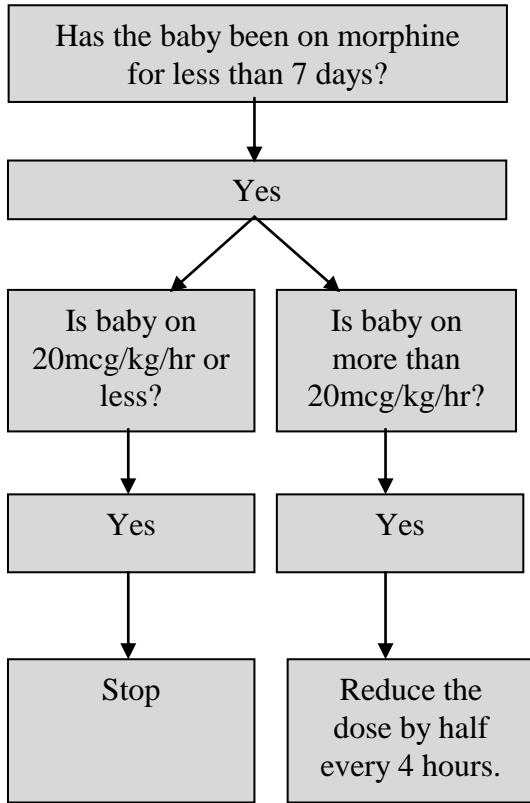 Has the baby been on morphine
for less than 7 days?
Yes
Is baby on
20mcg/kg/hr or
less?
Is baby on
more than
20mcg/kg/hr?
Yes
Yes
Stop
Reduce the
dose by half
every 4 hours.